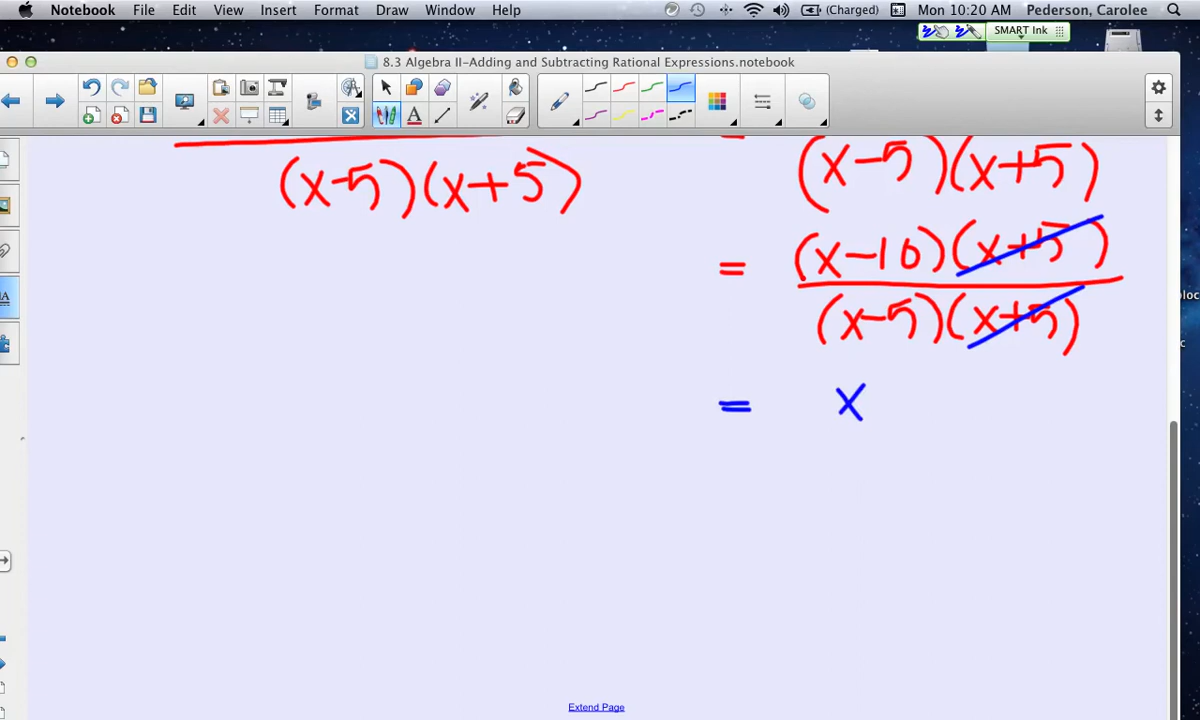 Notebook File Edit View Insert Format Draw Window Help (Charged) Mon 10:20 AM Pederson, Carolee
SMART Ink
8.3 Algebra II-Adding and Subtracting Rational Expressions.notebook
(x-5)(x+5)
(x-5)(x+5)
= (x-10)(x+5)
(x-5)(x+5)
= x
Extend Page